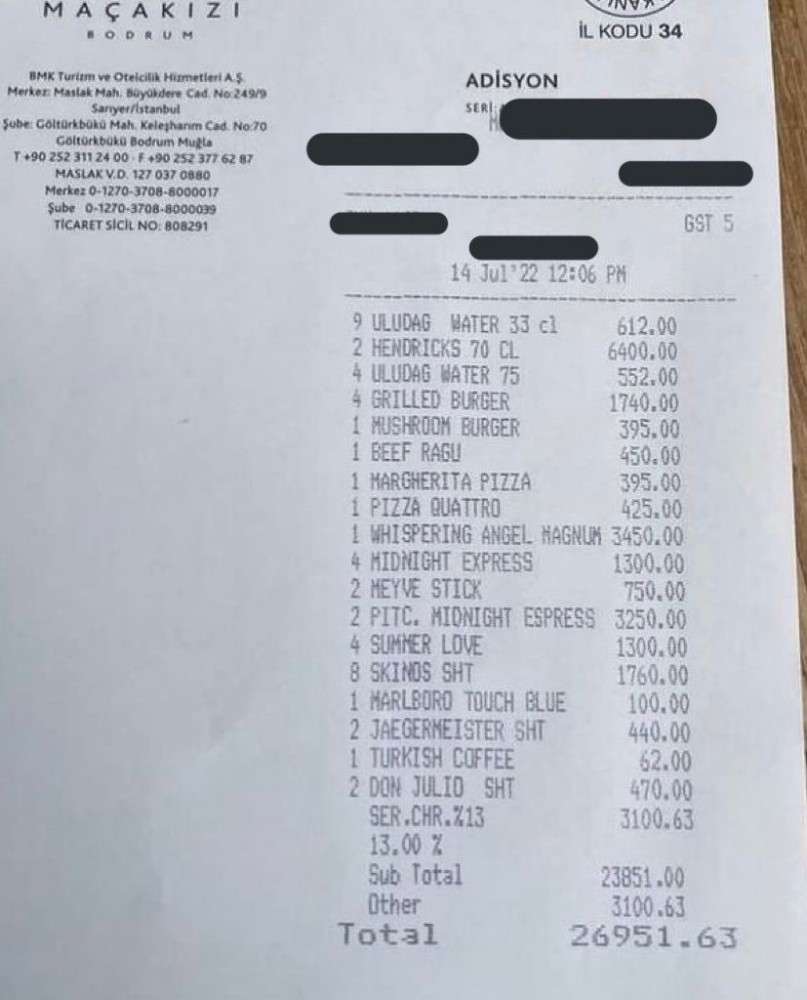 MAÇAKIZI
BODRUM
BMK Turizm ve Otelcilik Hizmetleri A.Ş.
Merkez: Maslak Mah. Büyükdere Cad. No:249/9
Sarıyer/İstanbul
Şube: Göltürkbükü Mah. Keleşharım Cad. No:70
Göltürkbükü Bodrum Muğla
T +90 252 311 24 00 · F +90 252 377 62 87
MASLAK V.D. 127 037 0880
Merkez 0-1270-3708-8000017
Şube 0-1270-3708-8000039
TİCARET SİCİL NO: 808291
İL KODU 34
ADİSYON
SERİ
GST 5
14 Jul'22 12:06 PM
9 ULUDAG WATER 33 cl 612.00
2 HENDRICKS 70 CL 6400.00
4 ULUDAG WATER 75 552.00
4 GRILLED BURGER 1740.00
1 MUSHROOM BURGER 395.00
1 BEEF RAGU 450.00
1 MARGHERITA PIZZA 395.00
1 PIZZA QUATTRO 425.00
1 WHISPERING ANGEL MAGNUM 3450.00
4 MIDNIGHT EXPRESS 1300.00
2 MEYVE STICK 750.00
2 PITC. MIDNIGHT ESPRESS 3250.00
4 SUMMER LOVE 1300.00
8 SKINOS SHT 1760.00
1 MARLBORO TOUCH BLUE 100.00
2 JAEGERMEISTER SHT 440.00
1 TURKISH COFFEE 62.00
2 DON JULIO SHT 470.00
SER.CHR.%13 3100.63
13.00 %
Sub Total 23851.00
Other 3100.63
Total 26951.63